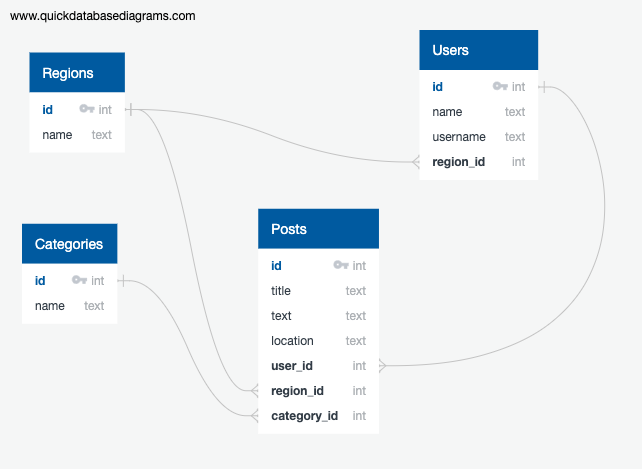 www.quickdatabasediagrams.com
Regions
id int
name text
Users
id int
name text
username text
region_id int
Categories
id int
name text
Posts
id int
title text
text text
location text
user_id int
region_id int
category_id int